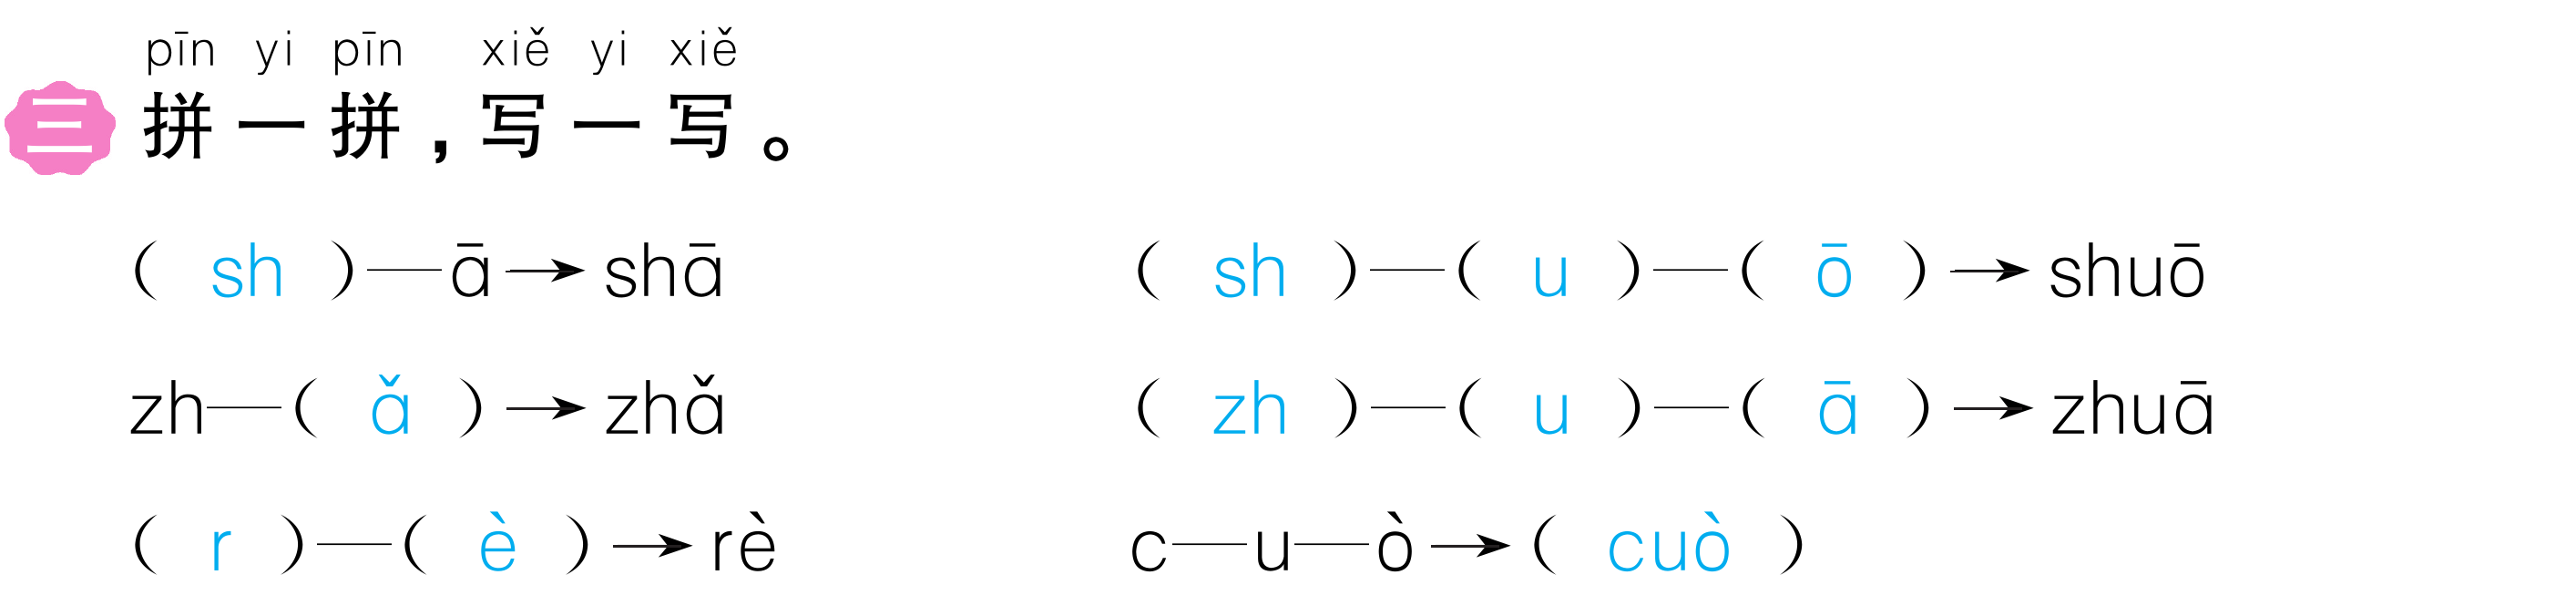 pīn yi pīn xiě yi xiě
三 拼一拼，写一写。
（ sh ）—ā→shā （ sh ）—（ u ）—（ ō ）→shuō
zh—（ ǎ ）→zhǎ （ zh ）—（ u ）—（ ā ）→zhuā
（ r ）—（ è ）→rè c—u—ò→（ cuò ）